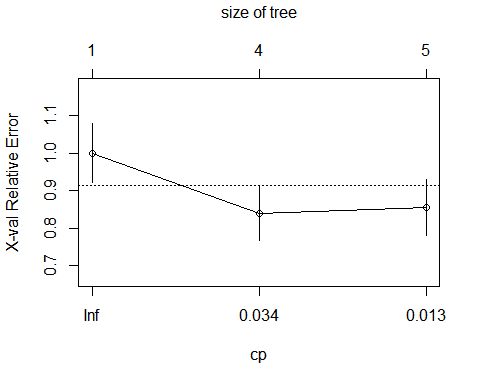 size of tree
1 4 5
X-val Relative Error
1.1
1.0
0.9
0.8
0.7
Inf 0.034 0.013
cp